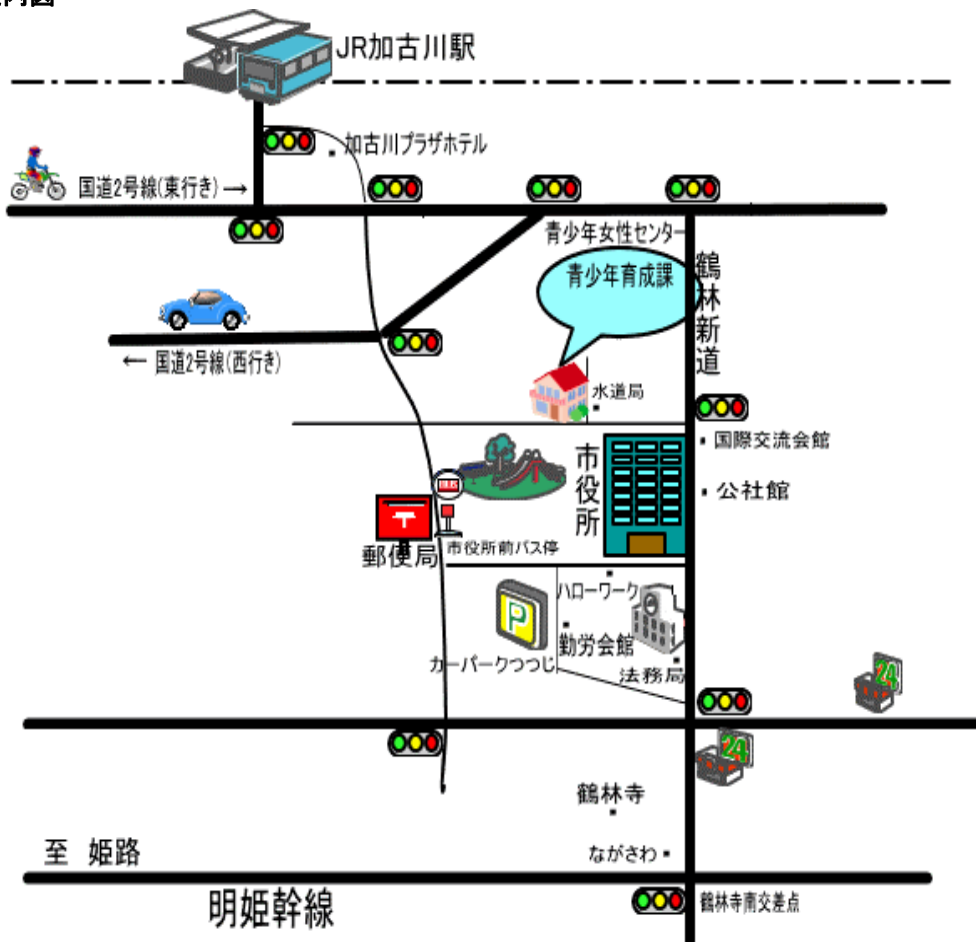 JR加古川駅
加古川プラザホテル
国道2号線(東行き)→
青少年女性センター
青少年育成課
鶴林新道
← 国道2号線(西行き)
水道局
国際交流会館
市役所
公社館
郵便局
市役所前バス停
ハローワーク
P
勤労会館
カーパークつつじ
法務局
24
24
鶴林寺
ながさわ
至 姫路
明姫幹線
鶴林寺南交差点